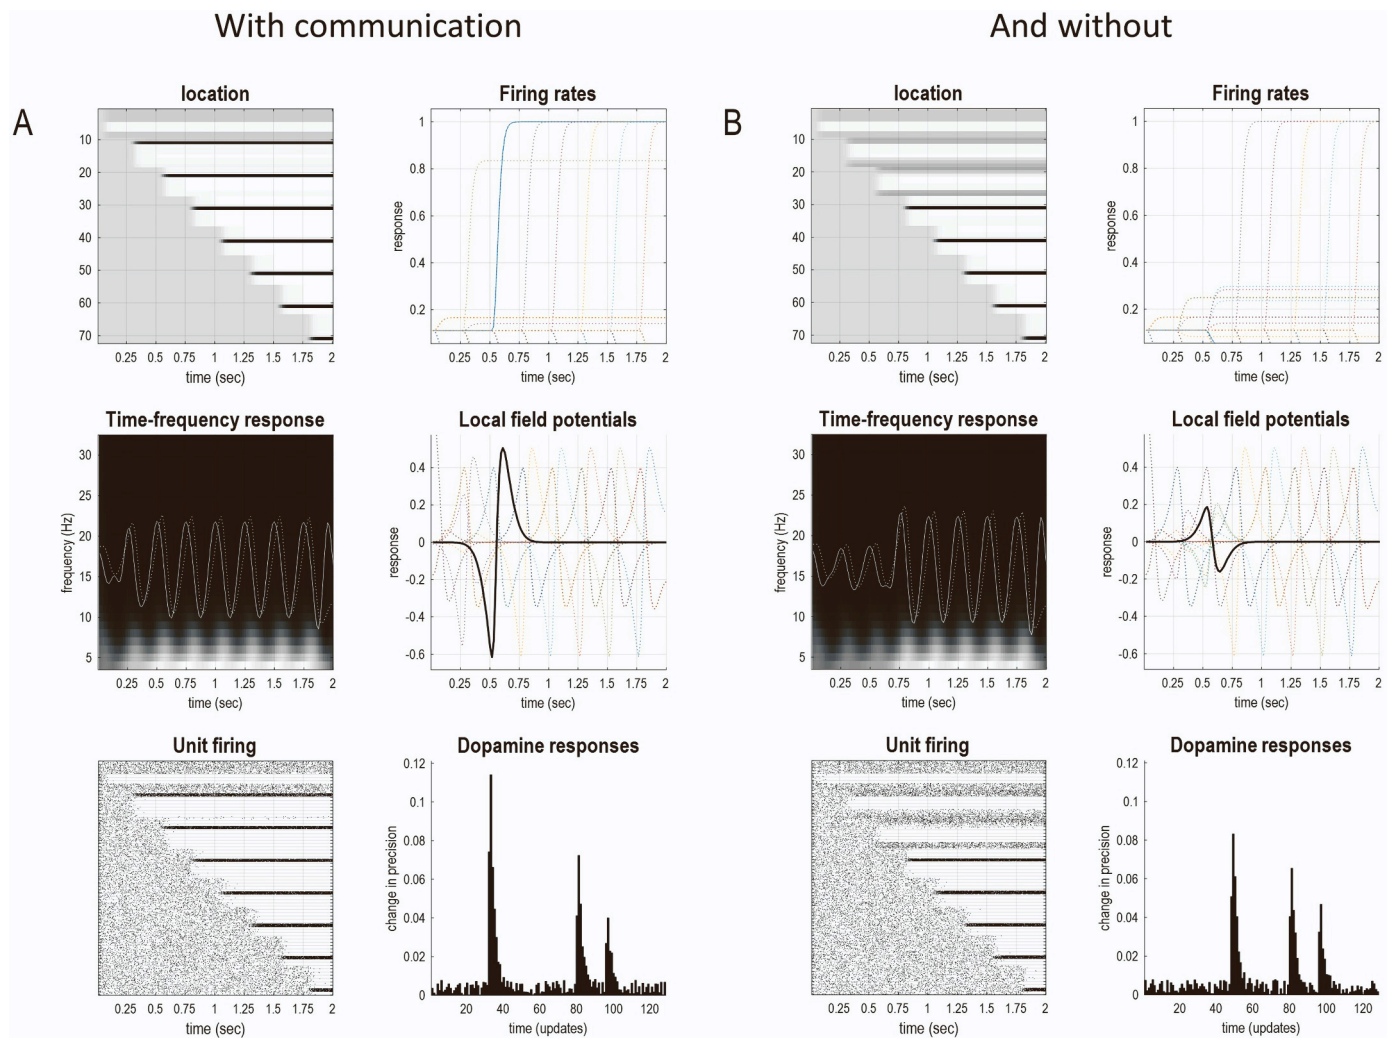 With communication
And without
A
location
10
20
30
40
50
60
70
0.25 0.5 0.75 1 1.25 1.5 1.75 2
time (sec)
Firing rates
response
1
0.8
0.6
0.4
0.2
0.25 0.5 0.75 1 1.25 1.5 1.75 2
time (sec)
B
location
10
20
30
40
50
60
70
0.25 0.5 0.75 1 1.25 1.5 1.75 2
time (sec)
Firing rates
response
1
0.8
0.6
0.4
0.2
0.25 0.5 0.75 1 1.25 1.5 1.75 2
time (sec)
Time-frequency response
frequency (Hz)
30
25
20
15
10
5
0.25 0.5 0.75 1 1.25 1.5 1.75 2
time (sec)
Local field potentials
response
0.4
0.2
0
-0.2
-0.4
-0.6
0.25 0.5 0.75 1 1.25 1.5 1.75 2
time (sec)
Time-frequency response
frequency (Hz)
30
25
20
15
10
5
0.25 0.5 0.75 1 1.25 1.5 1.75 2
time (sec)
Local field potentials
response
0.4
0.2
0
-0.2
-0.4
-0.6
0.25 0.5 0.75 1 1.25 1.5 1.75 2
time (sec)
Unit firing
0.25 0.5 0.75 1 1.25 1.5 1.75 2
time (sec)
Dopamine responses
change in precision
0.12
0.1
0.08
0.06
0.04
0.02
0
20 40 60 80 100 120
time (updates)
Unit firing
0.25 0.5 0.75 1 1.25 1.5 1.75 2
time (sec)
Dopamine responses
change in precision
0.12
0.1
0.08
0.06
0.04
0.02
0
20 40 60 80 100 120
time (updates)